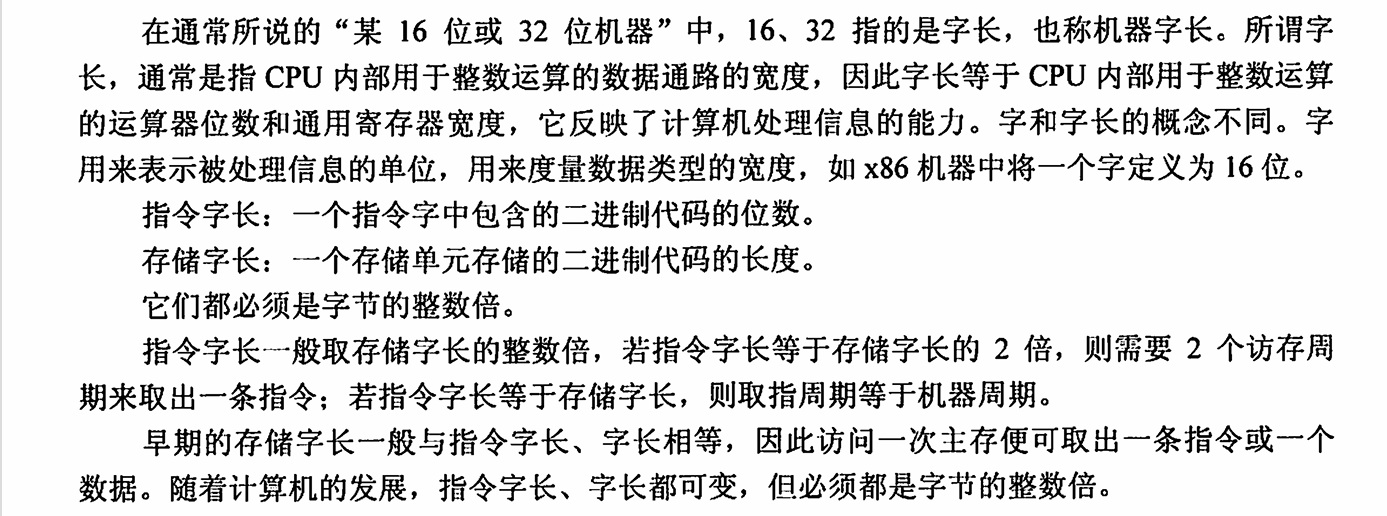 在通常所说的“某 16 位或 32 位机器”中，16、32 指的是字长，也称机器字长。所谓字
长，通常是指 CPU 内部用于整数运算的数据通路的宽度，因此字长等于 CPU 内部用于整数运算
的运算器位数和通用寄存器宽度，它反映了计算机处理信息的能力。字和字长的概念不同。字
用来表示被处理信息的单位，用来度量数据类型的宽度，如 x86 机器中将一个字定义为 16 位。
指令字长：一个指令字中包含的二进制代码的位数。
存储字长：一个存储单元存储的二进制代码的长度。
它们都必须是字节的整数倍。
指令字长一般取存储字长的整数倍，若指令字长等于存储字长的 2 倍，则需要 2 个访存周
期来取出一条指令；若指令字长等于存储字长，则取指周期等于机器周期。
早期的存储字长一般与指令字长、字长相等，因此访问一次主存便可取出一条指令或一个
数据。随着计算机的发展，指令字长、字长都可变，但必须都是字节的整数倍。